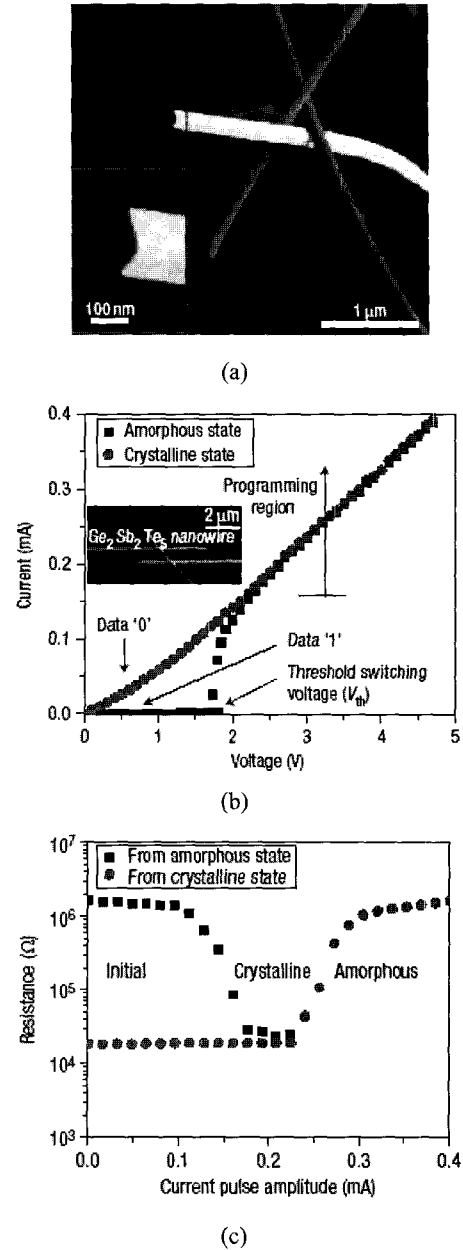 100 nm
1 μm
(a)
Amorphous state
Crystalline state
Programming
region
2 μm
Ge2 Sb2 Te5 nanowire
Data ‘0’
Data ‘1’
Threshold switching
voltage (Vth)
Current (mA)
0.4
0.3
0.2
0.1
0.0
0 1 2 3 4 5
Voltage (V)
(b)
From amorphous state
From crystalline state
Initial Crystalline Amorphous
Resistance (Ω)
10^7
10^6
10^5
10^4
10^3
0.0 0.1 0.2 0.3 0.4
Current pulse amplitude (mA)
(c)